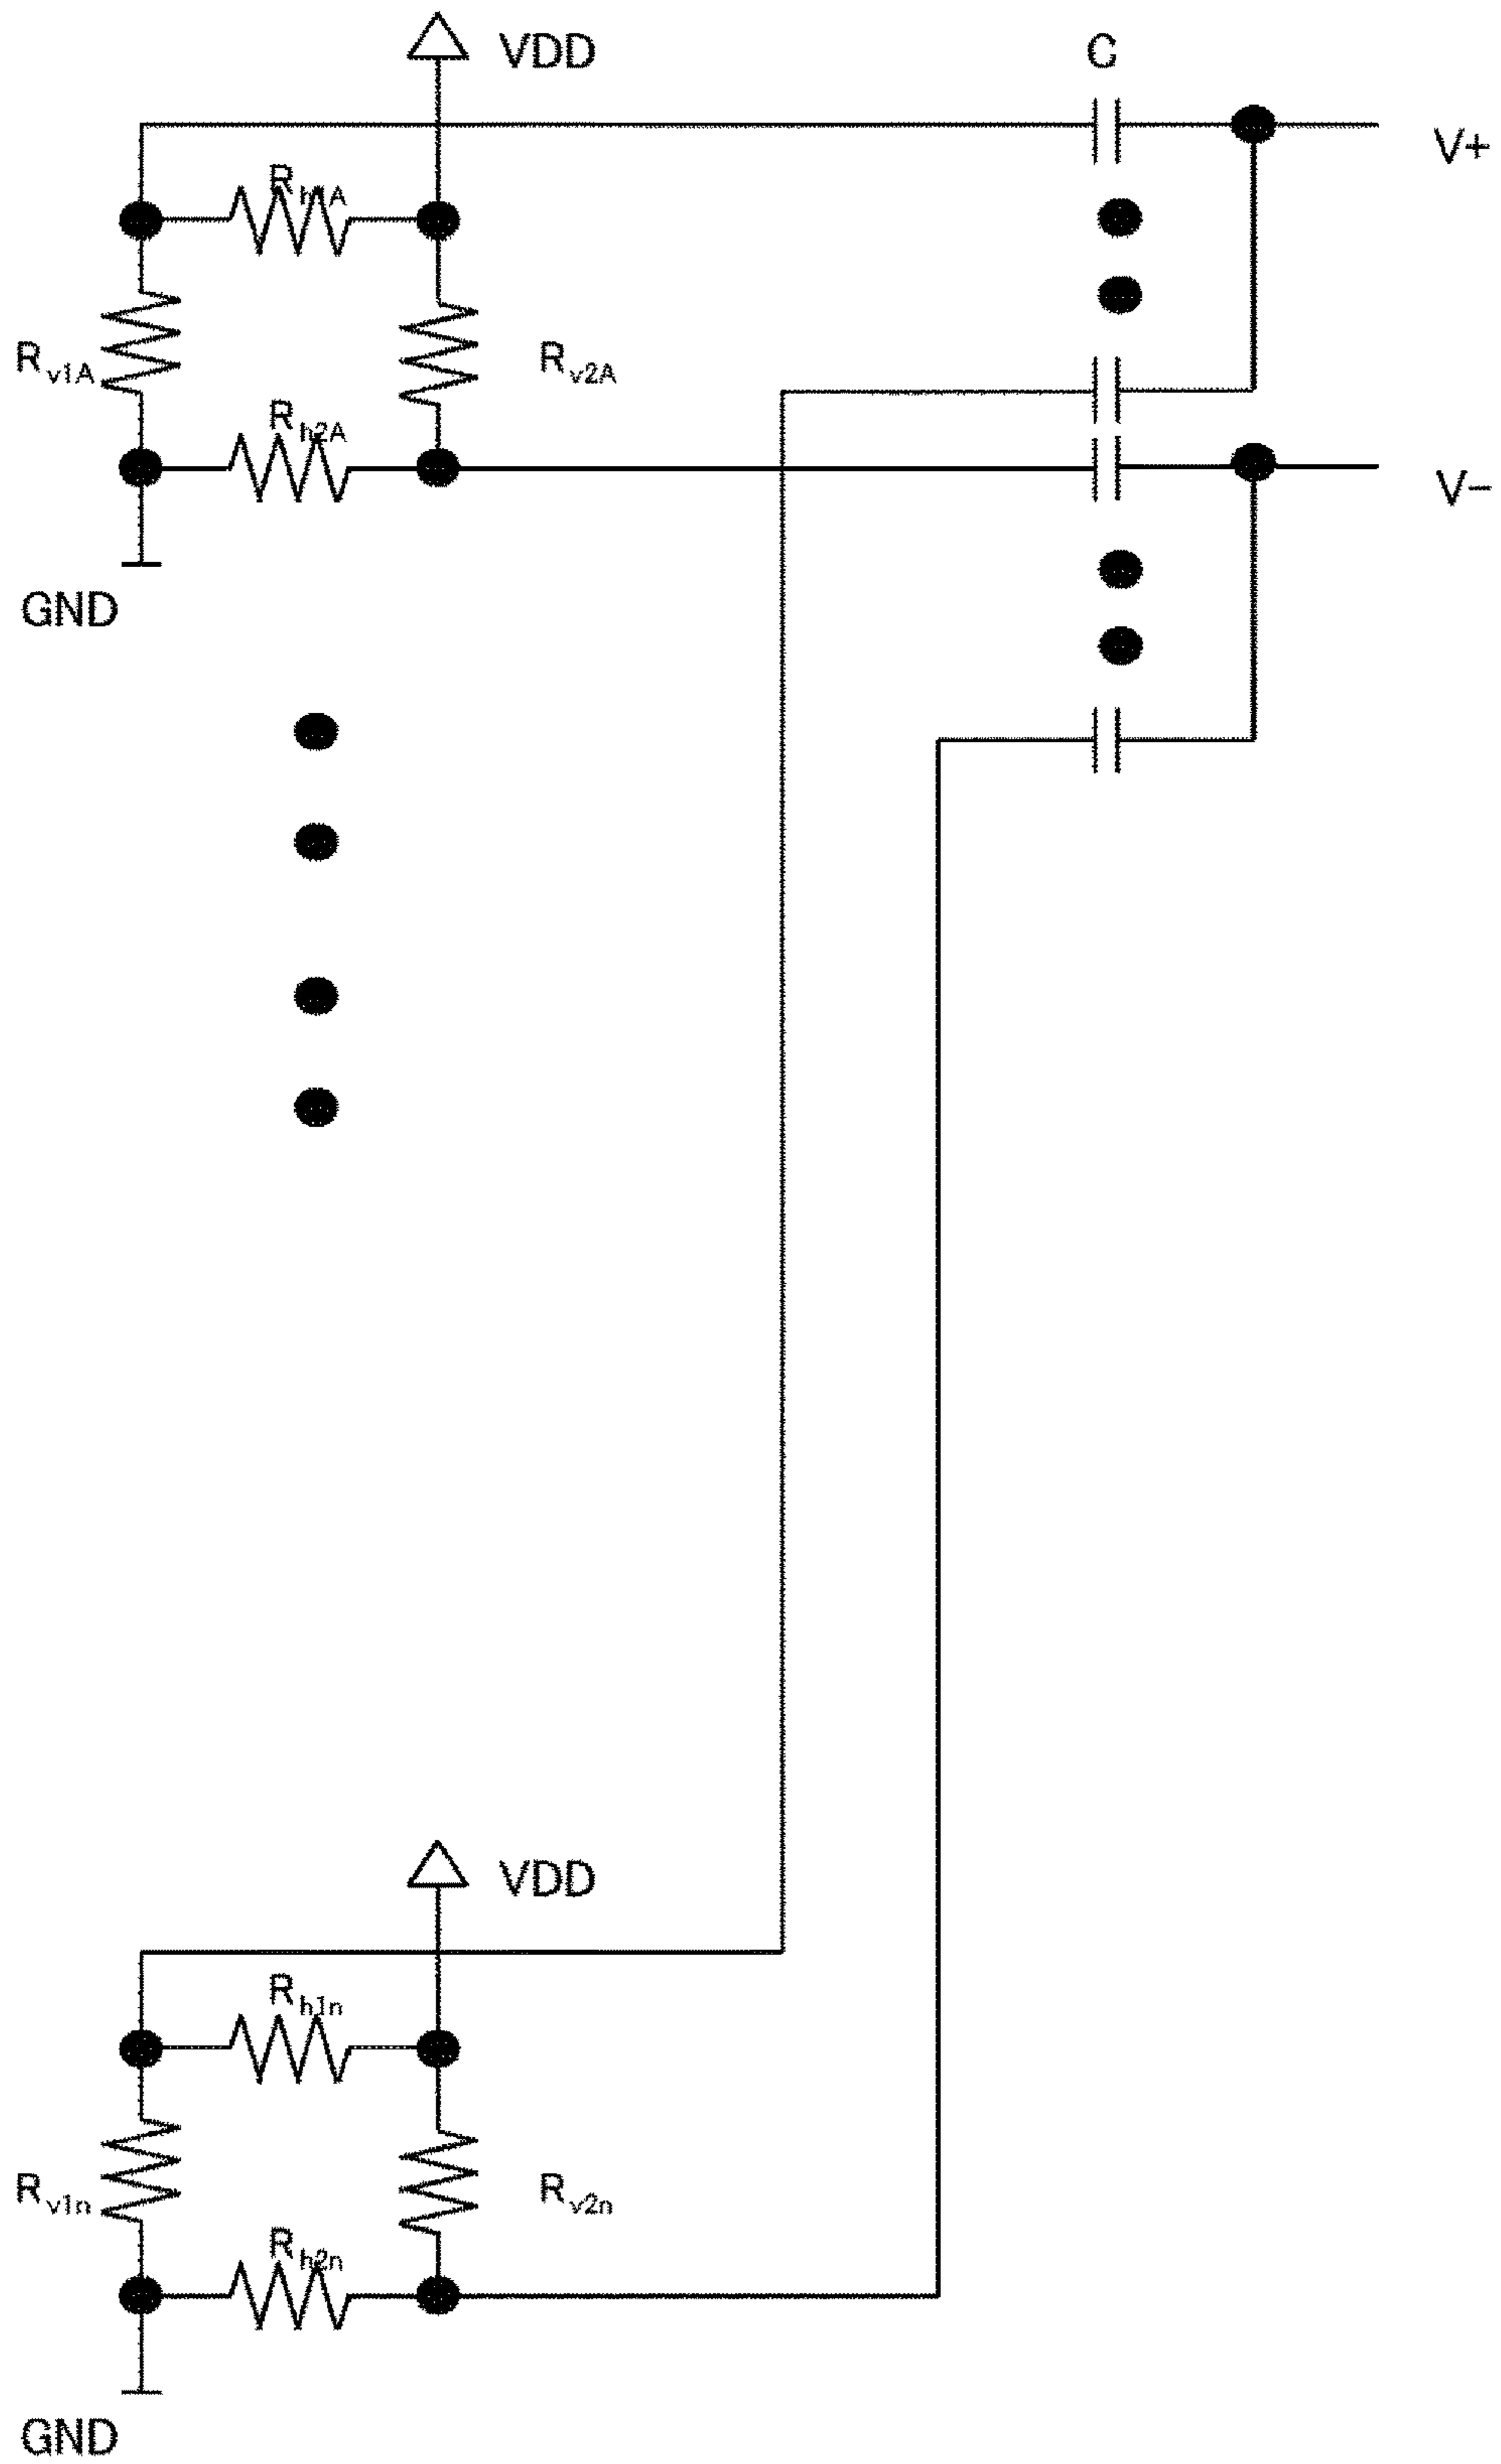 VDD
C
V+
Rh1A
Rv1A
Rv2A
Rh2A
V-
GND
VDD
Rh1n
Rv1n
Rv2n
Rh2n
GND